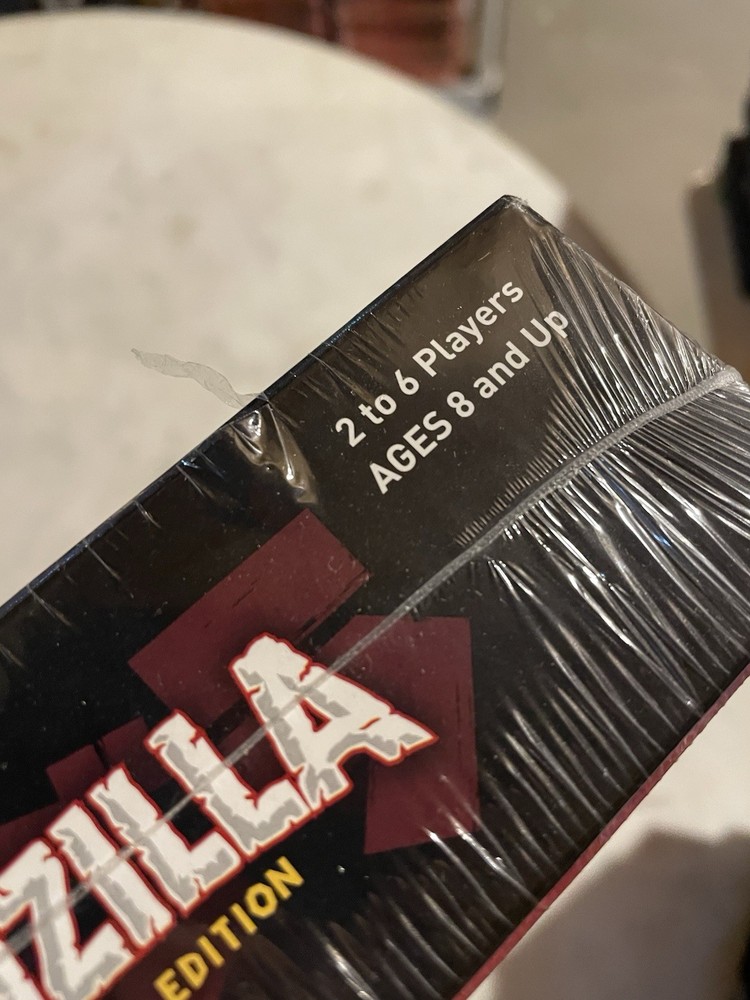 2 to 6 Players
AGES 8 and Up
ZILLA
EDITION